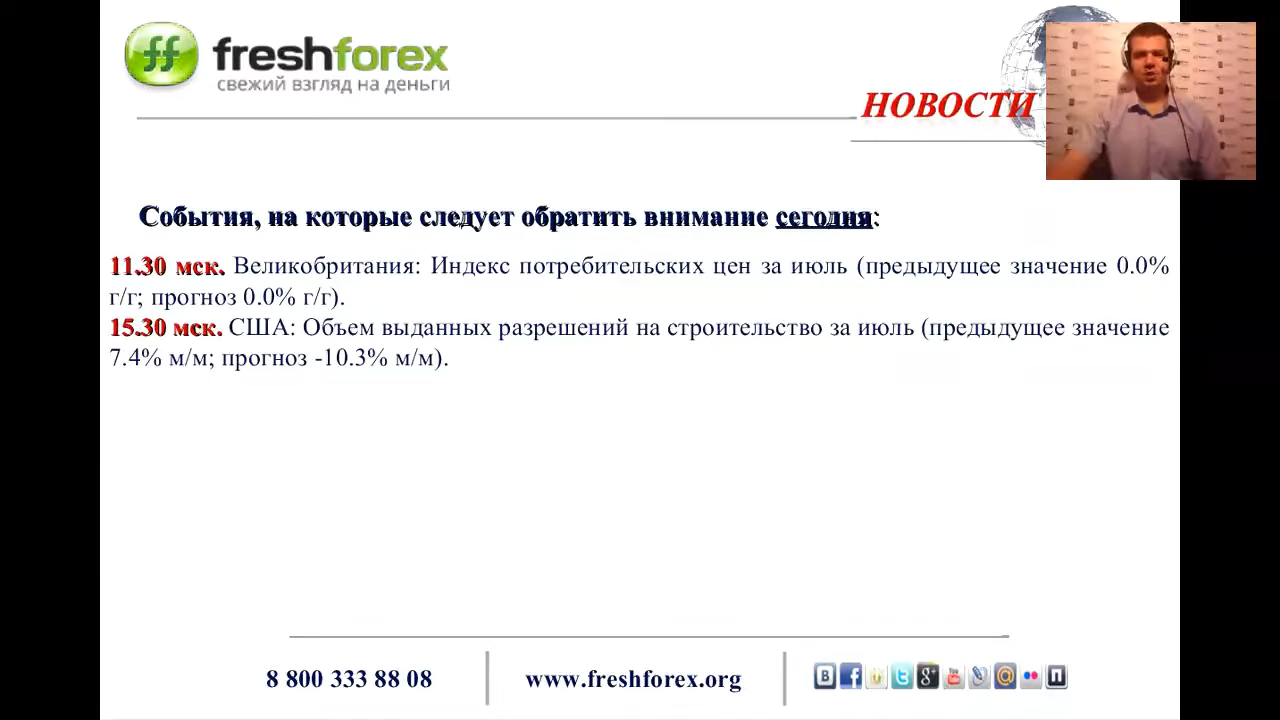 ff freshforex
свежий взгляд на деньги
НОВОСТИ
События, на которые следует обратить внимание сегодня:
11.30 мск. Великобритания: Индекс потребительских цен за июль (предыдущее значение 0.0%
г/г; прогноз 0.0% г/г).
15.30 мск. США: Объем выданных разрешений на строительство за июль (предыдущее значение
7.4% м/м; прогноз -10.3% м/м).
8 800 333 88 08
www.freshforex.org